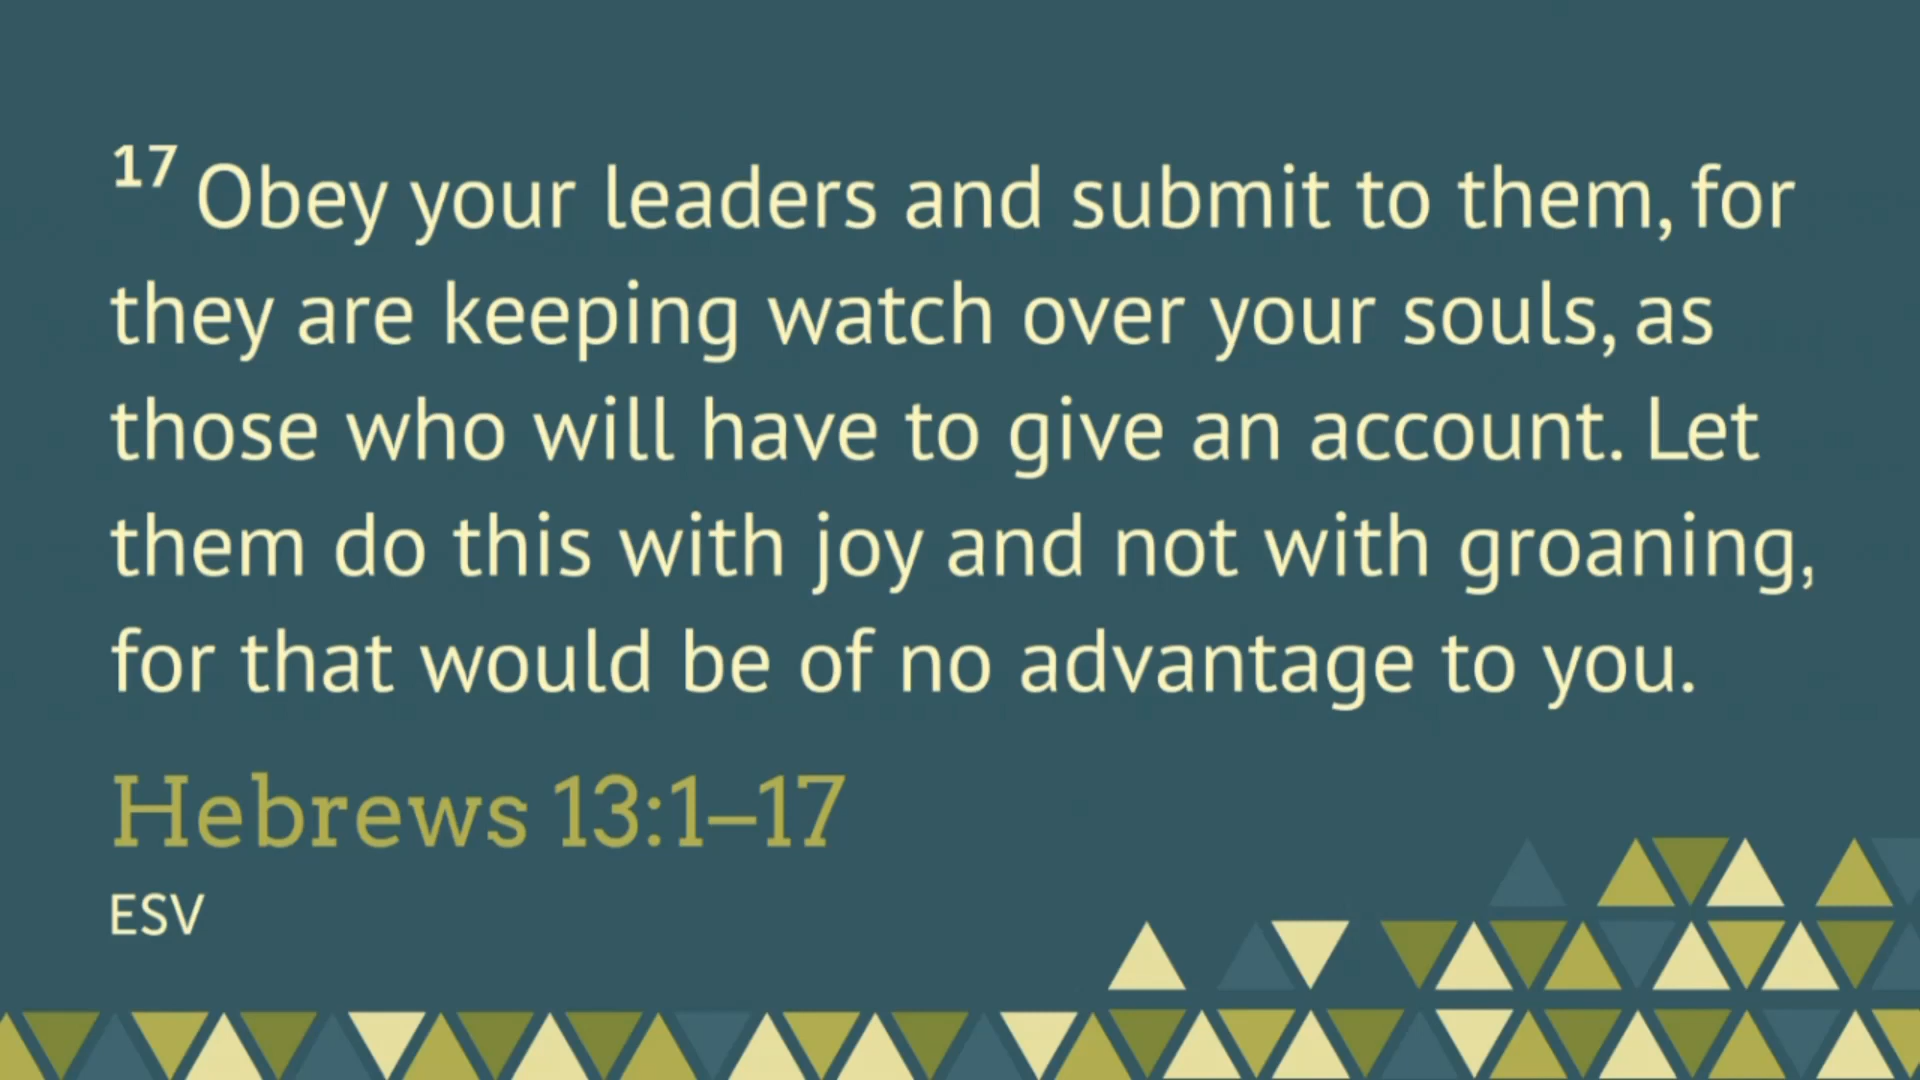 17 Obey your leaders and submit to them, for
they are keeping watch over your souls, as
those who will have to give an account. Let
them do this with joy and not with groaning,
for that would be of no advantage to you.
Hebrews 13:1–17
ESV